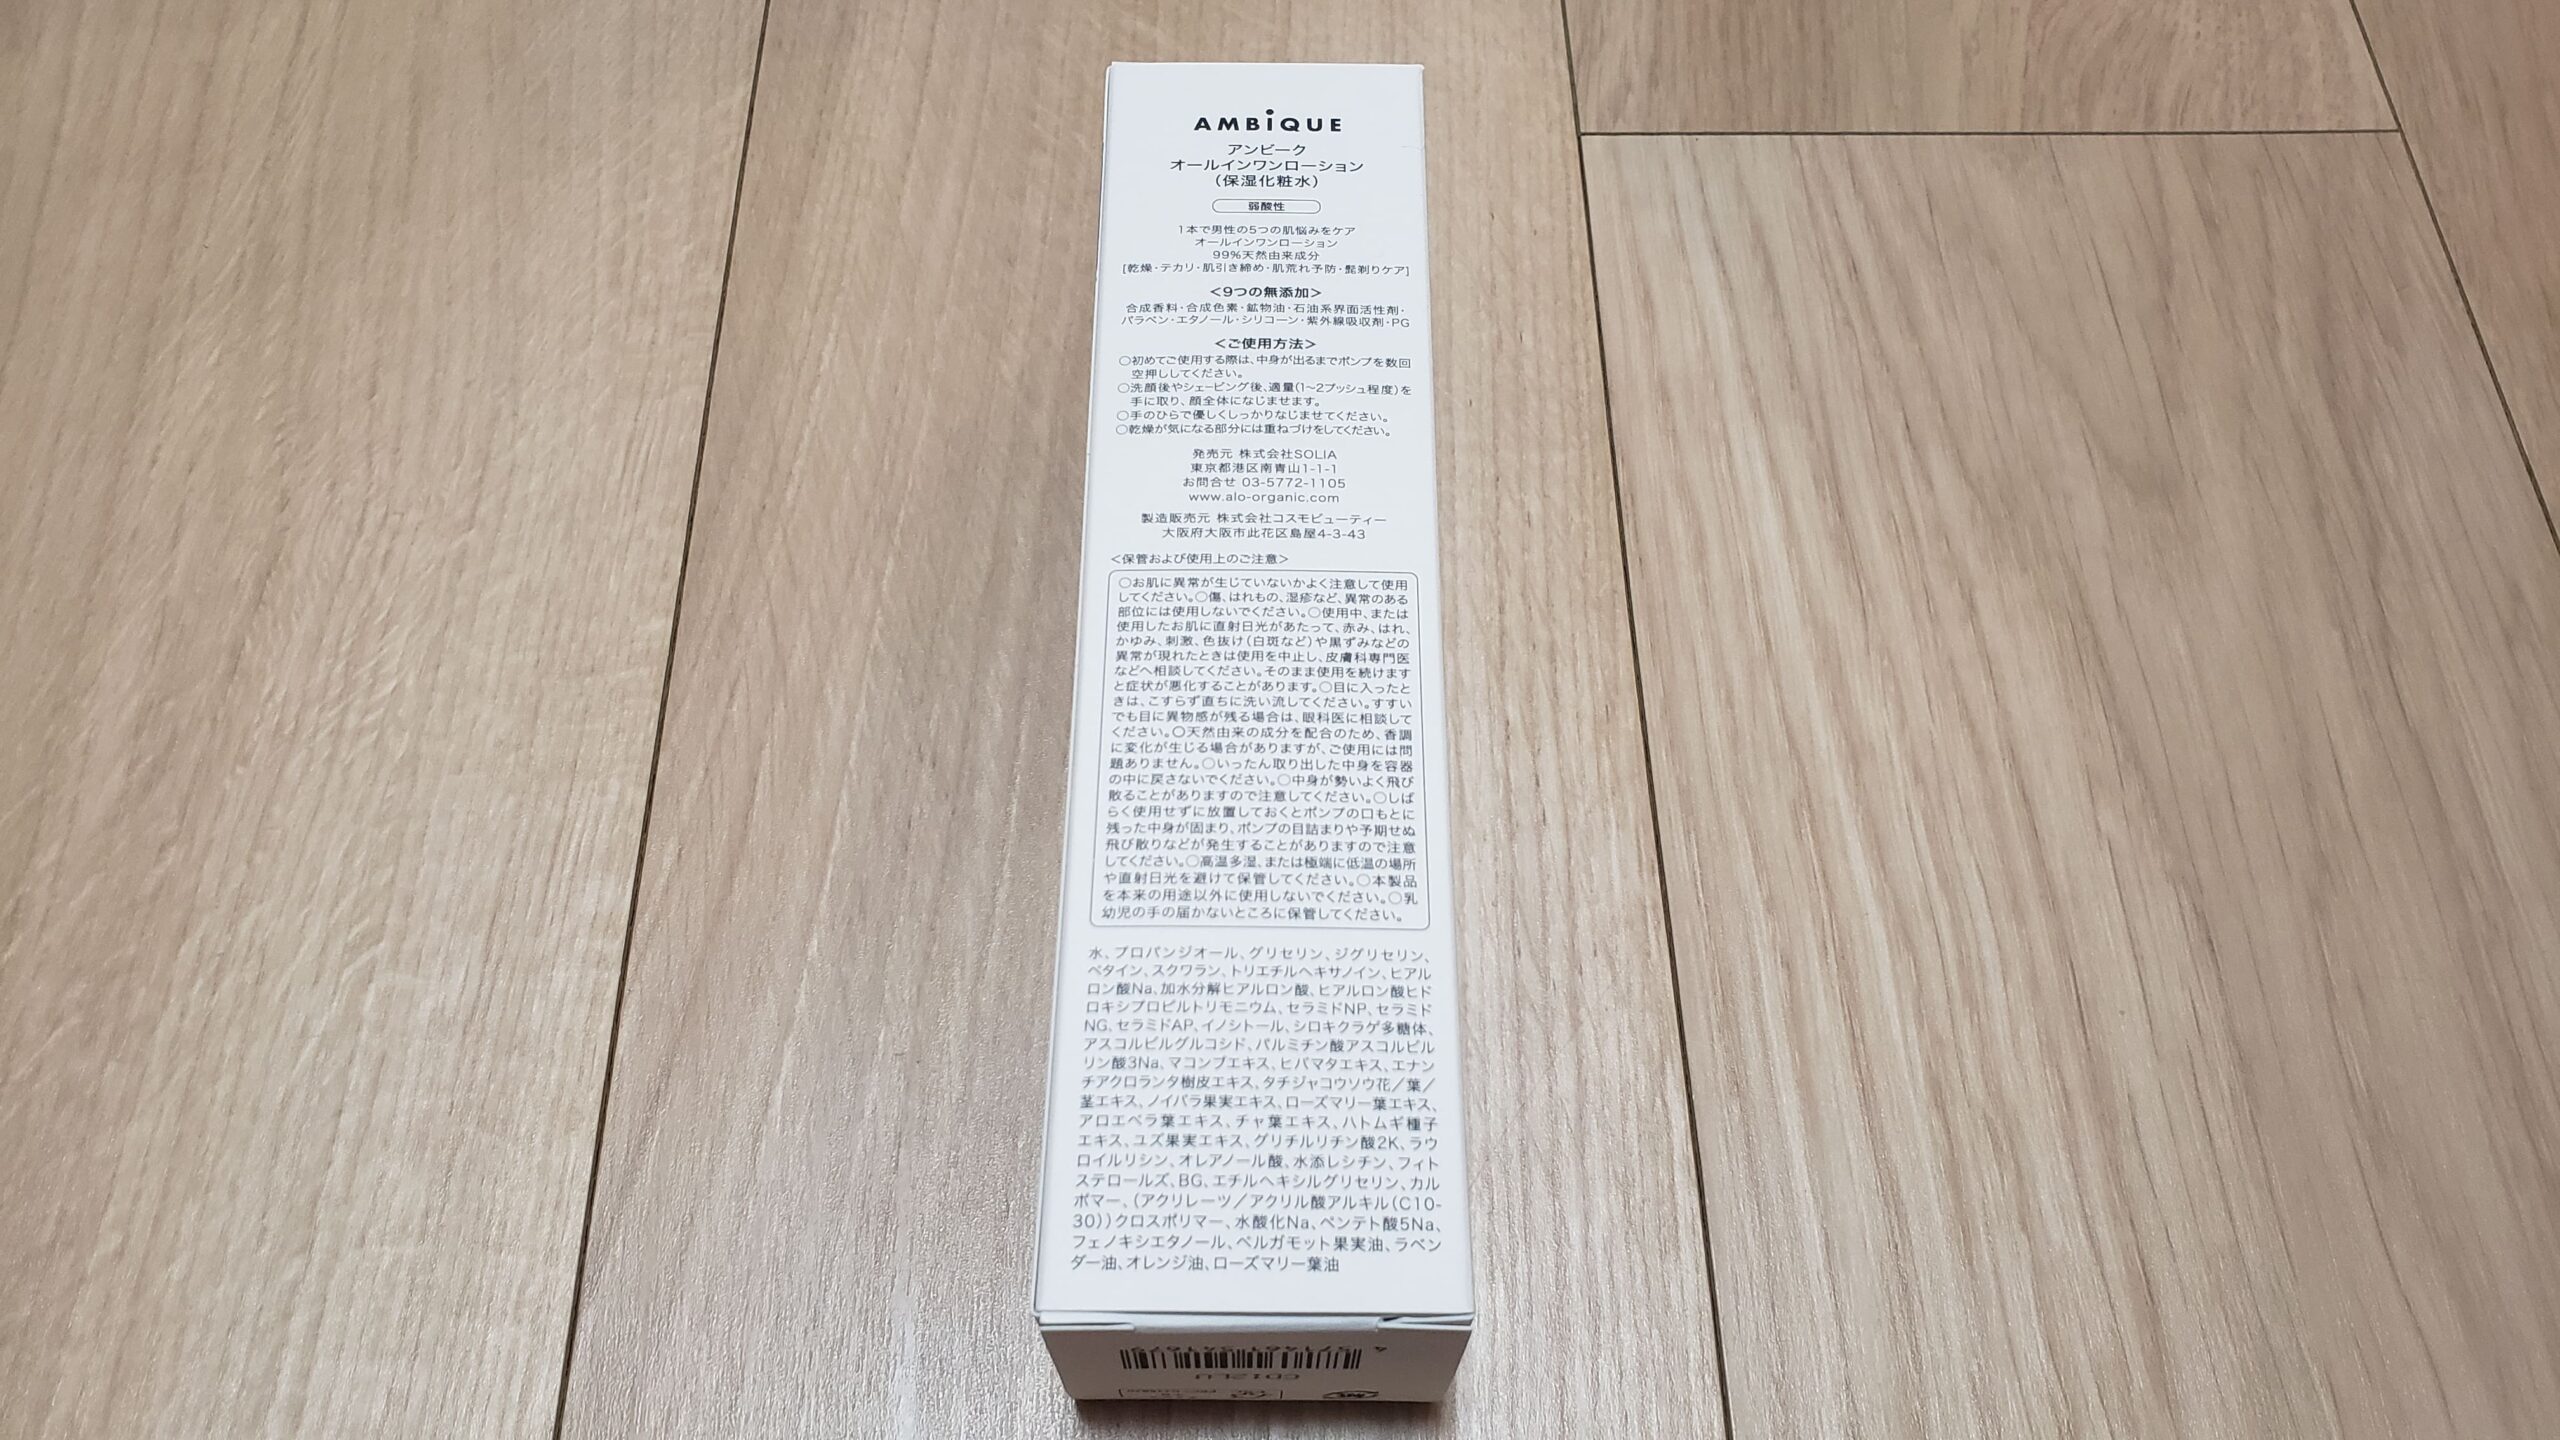 AMBiQUE
アンビーク
オールインワンローション
(保湿化粧水)
弱酸性
1本で男性の5つの肌悩みをケア
オールインワンローション
99%天然由来成分
[乾燥・テカリ・肌引き締め・肌荒れ予防・髭剃りケア]
<9つの無添加>
合成香料・合成色素・鉱物油・石油系界面活性剤・
パラベン・エタノール・シリコーン・紫外線吸収剤・PG
<ご使用方法>
○初めてご使用する際は、中身が出るまでポンプを数回
空押ししてください。
○洗顔後やシェービング後、適量(1~2プッシュ程度)を
手に取り、顔全体になじませます。
○手のひらで優しくしっかりなじませてください。
○乾燥が気になる部分には重ねづけをしてください。
発売元 株式会社SOLIA
東京都港区南青山1-1-1
お問合せ 03-5772-1105
www.alo-organic.com
製造販売元 株式会社コスモビューティー
大阪府大阪市此花区島屋4-3-43
<保管および使用上のご注意>
○お肌に異常が生じていないかよく注意して使用
してください。○傷、はれもの、湿疹など、異常のある
部位には使用しないでください。○使用中、または
使用したお肌に直射日光があたって、赤み、はれ、
かゆみ、刺激、色抜け(白斑など)や黒ずみなどの
異常が現れたときは使用を中止し、皮膚科専門医
などへ相談してください。そのまま使用を続けます
と症状が悪化することがあります。○目に入ったと
きは、こすらず直ちに洗い流してください。すすい
でも目に異物感が残る場合は、眼科医に相談して
ください。○天然由来の成分を配合のため、香調
に変化が生じる場合がありますが、ご使用には問
題ありません。○いったん取り出した中身を容器
の中に戻さないでください。○中身が勢いよく飛び
散ることがありますので注意してください。○しば
らく使用せずに放置しておくとポンプの口もとに
残った中身が固まり、ポンプの目詰まりや予期せぬ
飛び散りなどが発生することがありますので注意
してください。○高温多湿、または極端に低温の場所
や直射日光を避けて保管してください。○本製品
を本来の用途以外に使用しないでください。○乳
幼児の手の届かないところに保管してください。
水、プロパンジオール、グリセリン、ジグリセリン、
ベタイン、スクワラン、トリエチルヘキサノイン、ヒアル
ロン酸Na、加水分解ヒアルロン酸、ヒアルロン酸ヒド
ロキシプロピルトリモニウム、セラミドNP、セラミド
NG、セラミドAP、イノシトール、シロキクラゲ多糖体、
アスコルビルグルコシド、パルミチン酸アスコルビル
リン酸3Na、マコンブエキス、ヒバマタエキス、エナン
チアクロランタ樹皮エキス、タチジャコウソウ花/葉/
茎エキス、ノイバラ果実エキス、ローズマリー葉エキス、
アロエベラ葉エキス、チャ葉エキス、ハトムギ種子
エキス、ユズ果実エキス、グリチルリチン酸2K、ラウ
ロイルリシン、オレアノール酸、水添レシチン、フィト
ステロールズ、BG、エチルヘキシルグリセリン、カル
ボマー、(アクリレーツ/アクリル酸アルキル(C10-
30))クロスポリマー、水酸化Na、ペンテト酸5Na、
フェノキシエタノール、ベルガモット果実油、ラベン
ダー油、オレンジ油、ローズマリー葉油
CD12LU